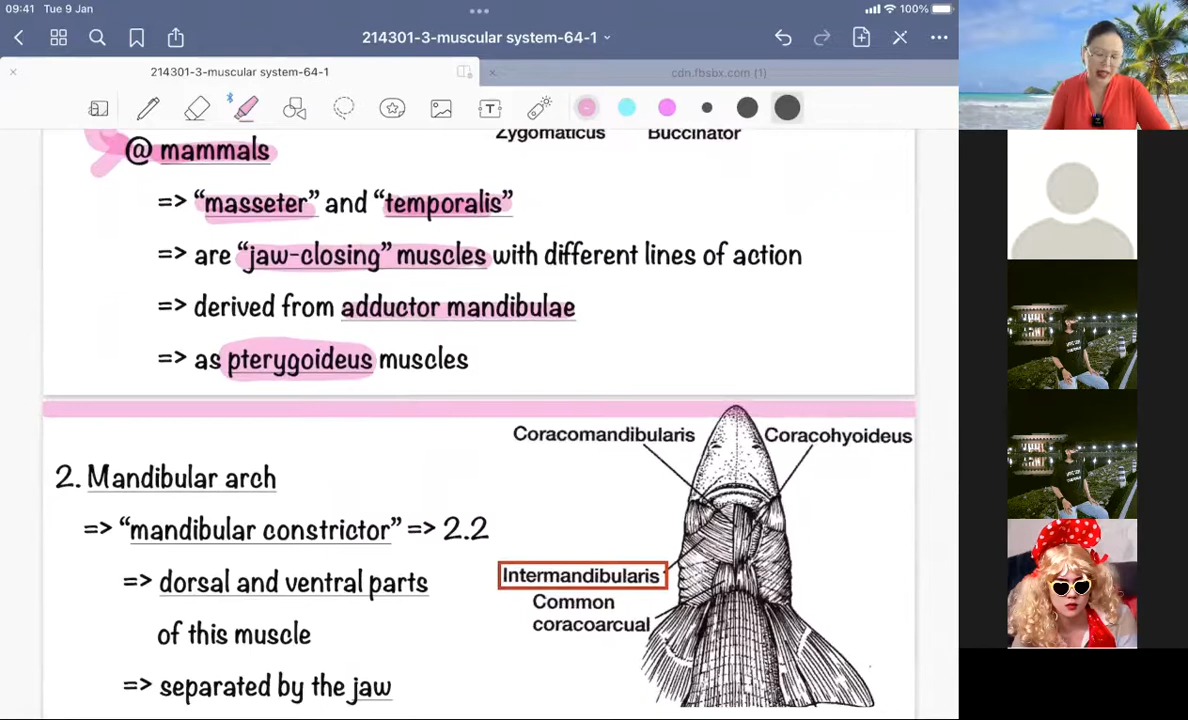 09:41 Tue 9 Jan
100%
214301-3-muscular system-64-1
214301-3-muscular system-64-1
cdn.fbsbx.com (1)
Zygomaticus Buccinator
@ mammals
=> “masseter” and “temporalis”
=> are “jaw-closing” muscles with different lines of action
=> derived from adductor mandibulae
=> as pterygoideus muscles
Coracomandibularis Coracohyoideus
2. Mandibular arch
=> “mandibular constrictor” => 2.2
Intermandibularis
=> dorsal and ventral parts
Common
coracoarcual
of this muscle
=> separated by the jaw